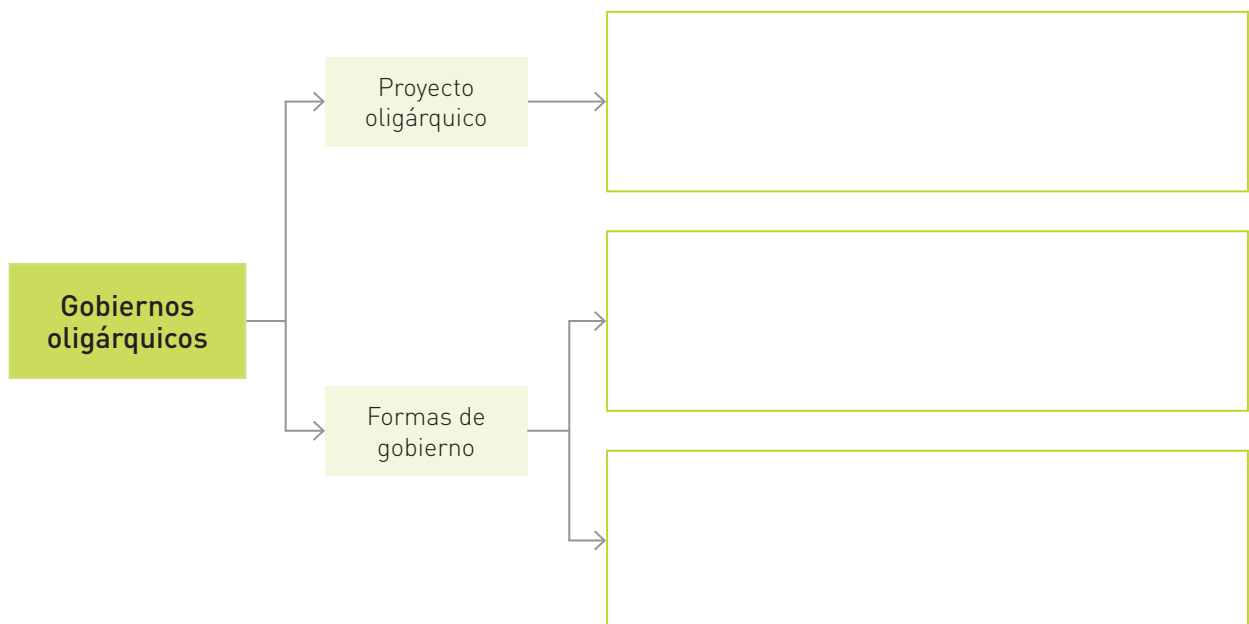 Proyecto
oligárquico
Gobiernos
oligárquicos
Formas de
gobierno